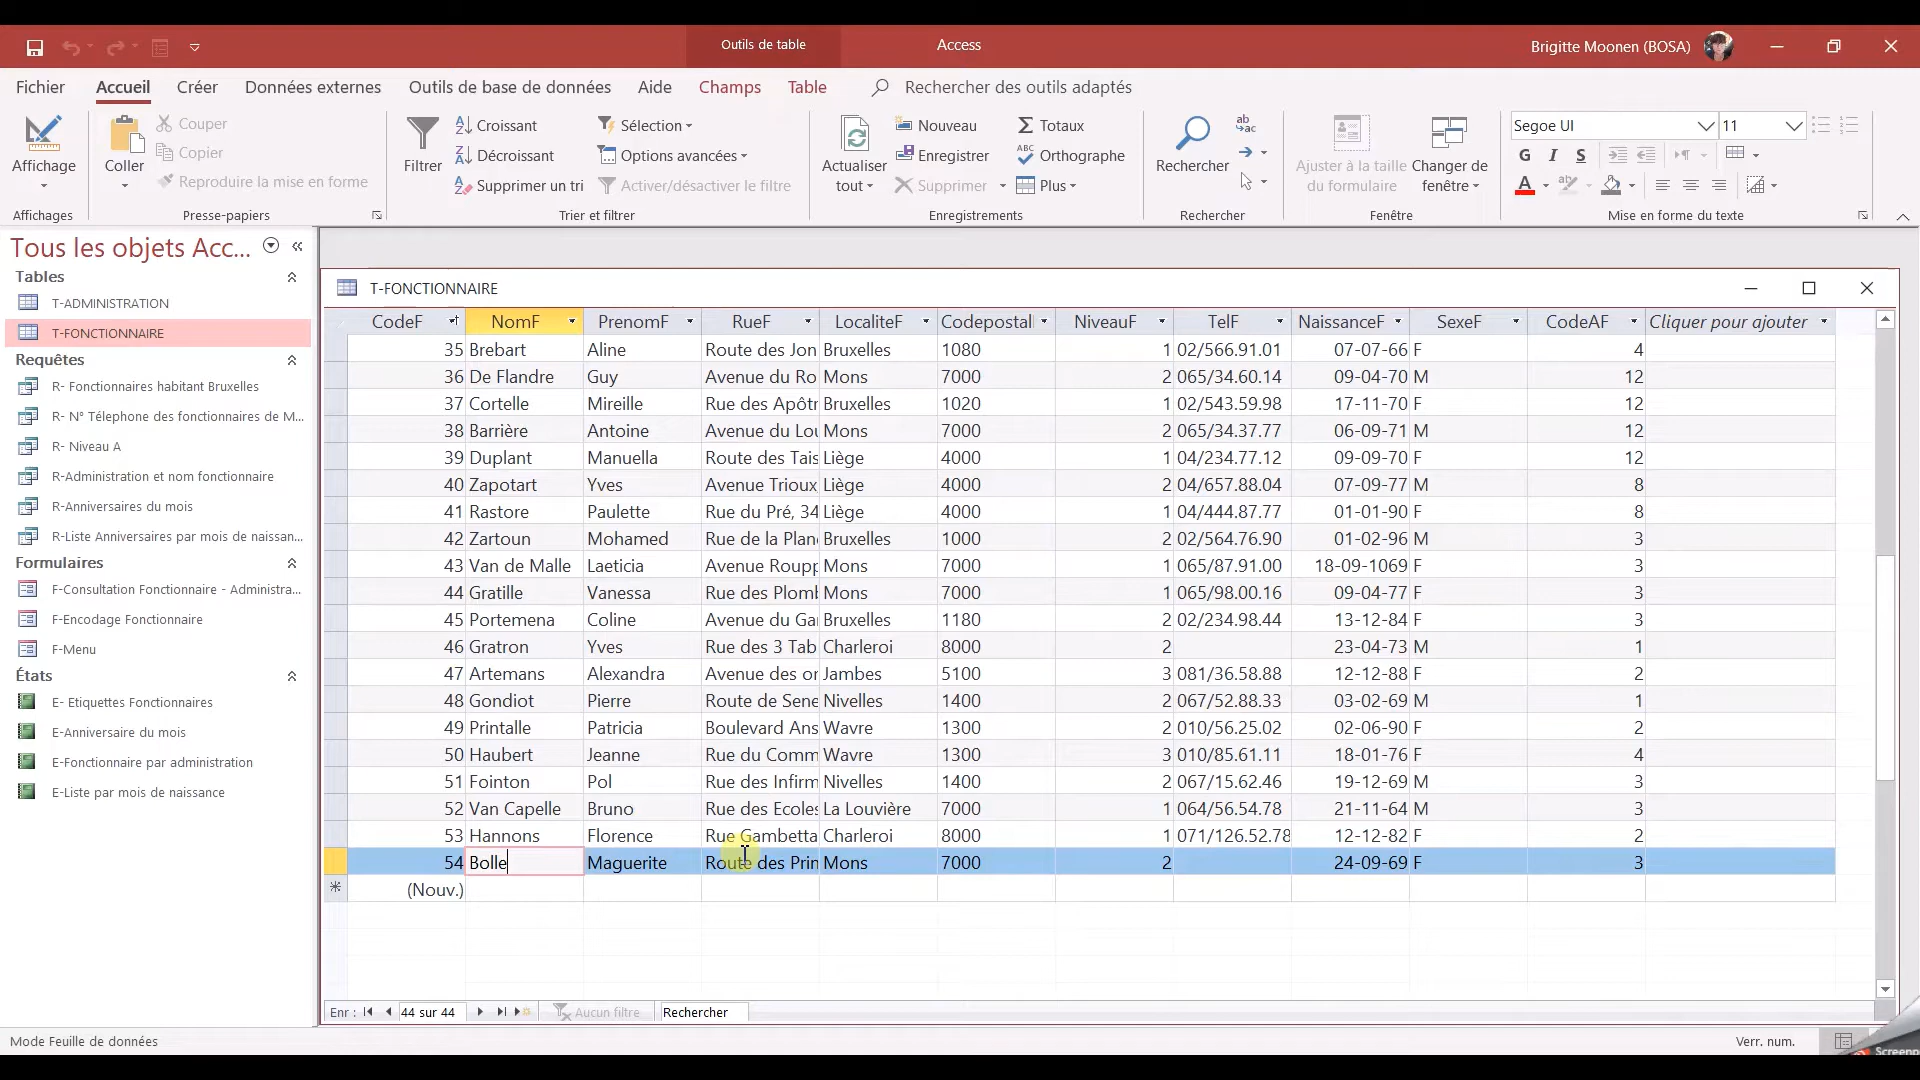 Outils de table
Access
Brigitte Moonen (BOSA)
Fichier Accueil Créer Données externes Outils de base de données Aide Champs Table Rechercher des outils adaptés
Affichage
Affichages
Coller
Couper
Copier
Reproduire la mise en forme
Presse-papiers
Filtrer
Croissant
Décroissant
Supprimer un tri
Sélection
Options avancées
Activer/désactiver le filtre
Trier et filtrer
Actualiser
tout
Nouveau
Enregistrer
Supprimer
Totaux
Orthographe
Plus
Enregistrements
Rechercher
Rechercher
Ajuster à la taille
du formulaire
Changer de
fenêtre
Fenêtre
Segoe UI 11
G I S
Mise en forme du texte
Tous les objets Acc...
Tables
T-ADMINISTRATION
T-FONCTIONNAIRE
Requêtes
R- Fonctionnaires habitant Bruxelles
R- N° Télephone des fonctionnaires de M...
R- Niveau A
R-Administration et nom fonctionnaire
R-Anniversaires du mois
R-Liste Anniversaires par mois de naissan...
Formulaires
F-Consultation Fonctionnaire - Administra...
F-Encodage Fonctionnaire
F-Menu
États
E- Etiquettes Fonctionnaires
E-Anniversaire du mois
E-Fonctionnaire par administration
E-Liste par mois de naissance
T-FONCTIONNAIRE
CodeF NomF PrenomF RueF LocaliteF Codepostal NiveauF TelF NaissanceF SexeF CodeAF Cliquer pour ajouter
35 Brebart Aline Route des Jon Bruxelles 1080 1 02/566.91.01 07-07-66 F 4
36 De Flandre Guy Avenue du Ro Mons 7000 2 065/34.60.14 09-04-70 M 12
37 Cortelle Mireille Rue des Apôtr Bruxelles 1020 1 02/543.59.98 17-11-70 F 12
38 Barrière Antoine Avenue du Lou Mons 7000 2 065/34.37.77 06-09-71 M 12
39 Duplant Manuella Route des Tais Liège 4000 1 04/234.77.12 09-09-70 F 12
40 Zapotart Yves Avenue Trioux Liège 4000 2 04/657.88.04 07-09-77 M 8
41 Rastore Paulette Rue du Pré, 34 Liège 4000 1 04/444.87.77 01-01-90 F 8
42 Zartoun Mohamed Rue de la Plan Bruxelles 1000 2 02/564.76.90 01-02-96 M 3
43 Van de Malle Laeticia Avenue Roupp Mons 7000 1 065/87.91.00 18-09-1069 F 3
44 Gratille Vanessa Rue des Plomb Mons 7000 1 065/98.00.16 09-04-77 F 3
45 Portemena Coline Avenue du Gar Bruxelles 1180 2 02/234.98.44 13-12-84 F 3
46 Gratron Yves Rue des 3 Tab Charleroi 8000 2 23-04-73 M 1
47 Artemans Alexandra Avenue des or Jambes 5100 3 081/36.58.88 12-12-88 F 2
48 Gondiot Pierre Route de Sene Nivelles 1400 2 067/52.88.33 03-02-69 M 1
49 Printalle Patricia Boulevard Ans Wavre 1300 2 010/56.25.02 02-06-90 F 2
50 Haubert Jeanne Rue du Comm Wavre 1300 3 010/85.61.11 18-01-76 F 4
51 Fointon Pol Rue des Infirm Nivelles 1400 2 067/15.62.46 19-12-69 M 3
52 Van Capelle Bruno Rue des Ecoles La Louvière 7000 1 064/56.54.78 21-11-64 M 3
53 Hannons Florence Rue Gambetta Charleroi 8000 1 071/126.52.78 12-12-82 F 2
54 Bolle Maguerite Route des Prin Mons 7000 2 24-09-69 F 3
(Nouv.)
Enr : 44 sur 44 Aucun filtre Rechercher
Mode Feuille de données
Verr. num.